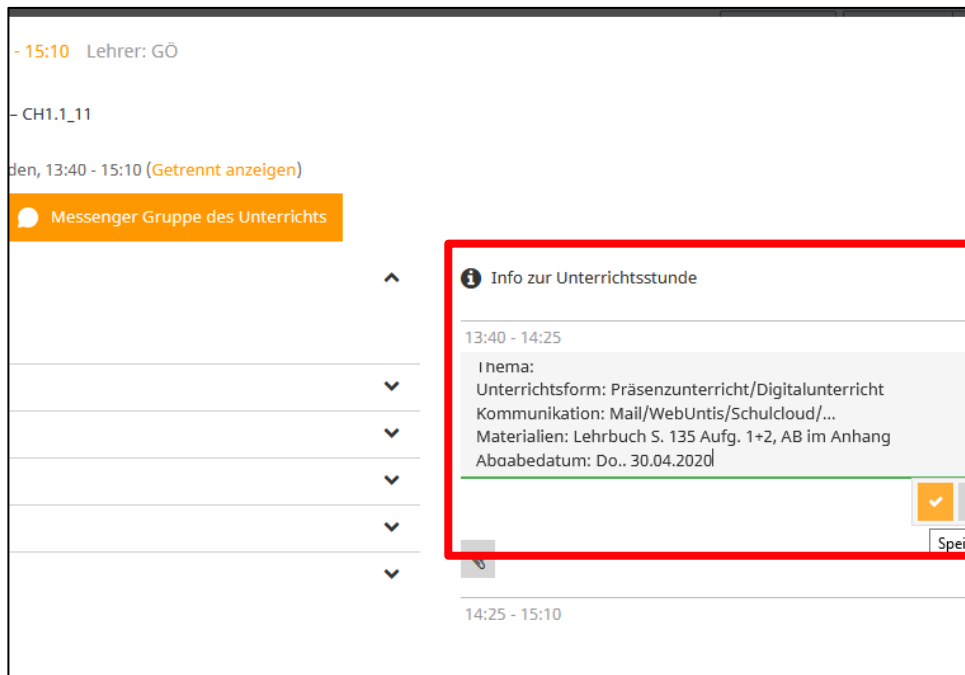 - 15:10 Lehrer: GÖ
– CH1.1_11
den, 13:40 - 15:10 (Getrennt anzeigen)
Messenger Gruppe des Unterrichts
Info zur Unterrichtsstunde
13:40 - 14:25
Thema:
Unterrichtsform: Präsenzunterricht/Digitalunterricht
Kommunikation: Mail/WebUntis/Schulcloud/...
Materialien: Lehrbuch S. 135 Aufg. 1+2, AB im Anhang
Abgabedatum: Do., 30.04.2020
Spei
14:25 - 15:10